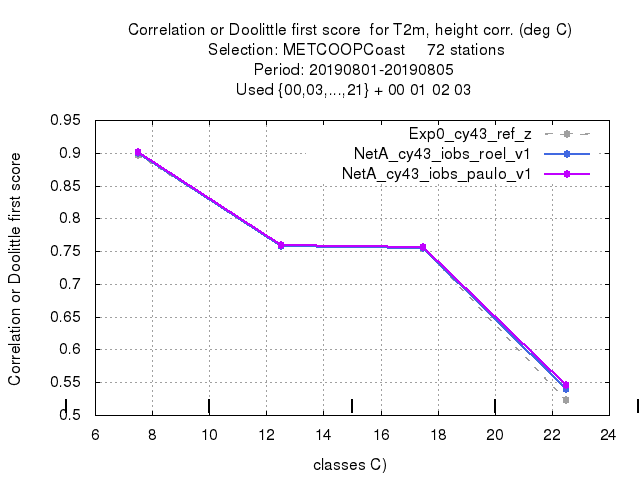 Correlation or Doolittle first score  for T2m, height corr. (deg C)
Selection: METCOOPCoast     72 stations
Period: 20190801-20190805
Used {00,03,...,21} + 00 01 02 03
Correlation or Doolittle first score
0.95
0.9
0.85
0.8
0.75
0.7
0.65
0.6
0.55
0.5
Exp0_cy43_ref_z
NetA_cy43_iobs_roel_v1
NetA_cy43_iobs_paulo_v1
6 8 10 12 14 16 18 20 22 24
classes C)